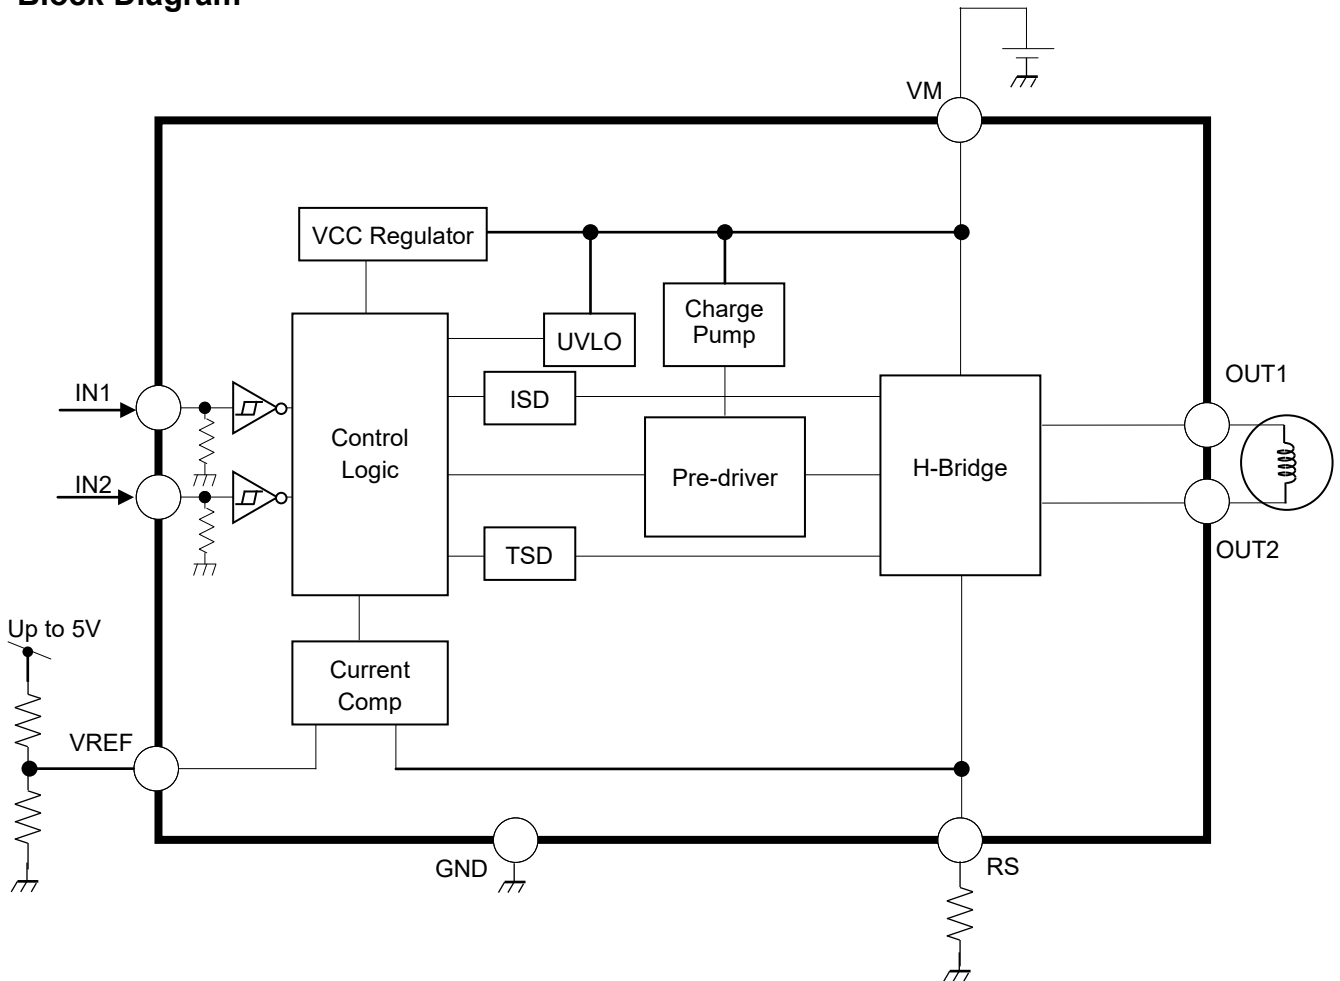 Block Diagram
VM
VCC Regulator
Charge
Pump
UVLO
ISD
OUT1
IN1
Control
Logic
Pre-driver
H-Bridge
IN2
TSD
OUT2
Up to 5V
Current
Comp
VREF
GND
RS